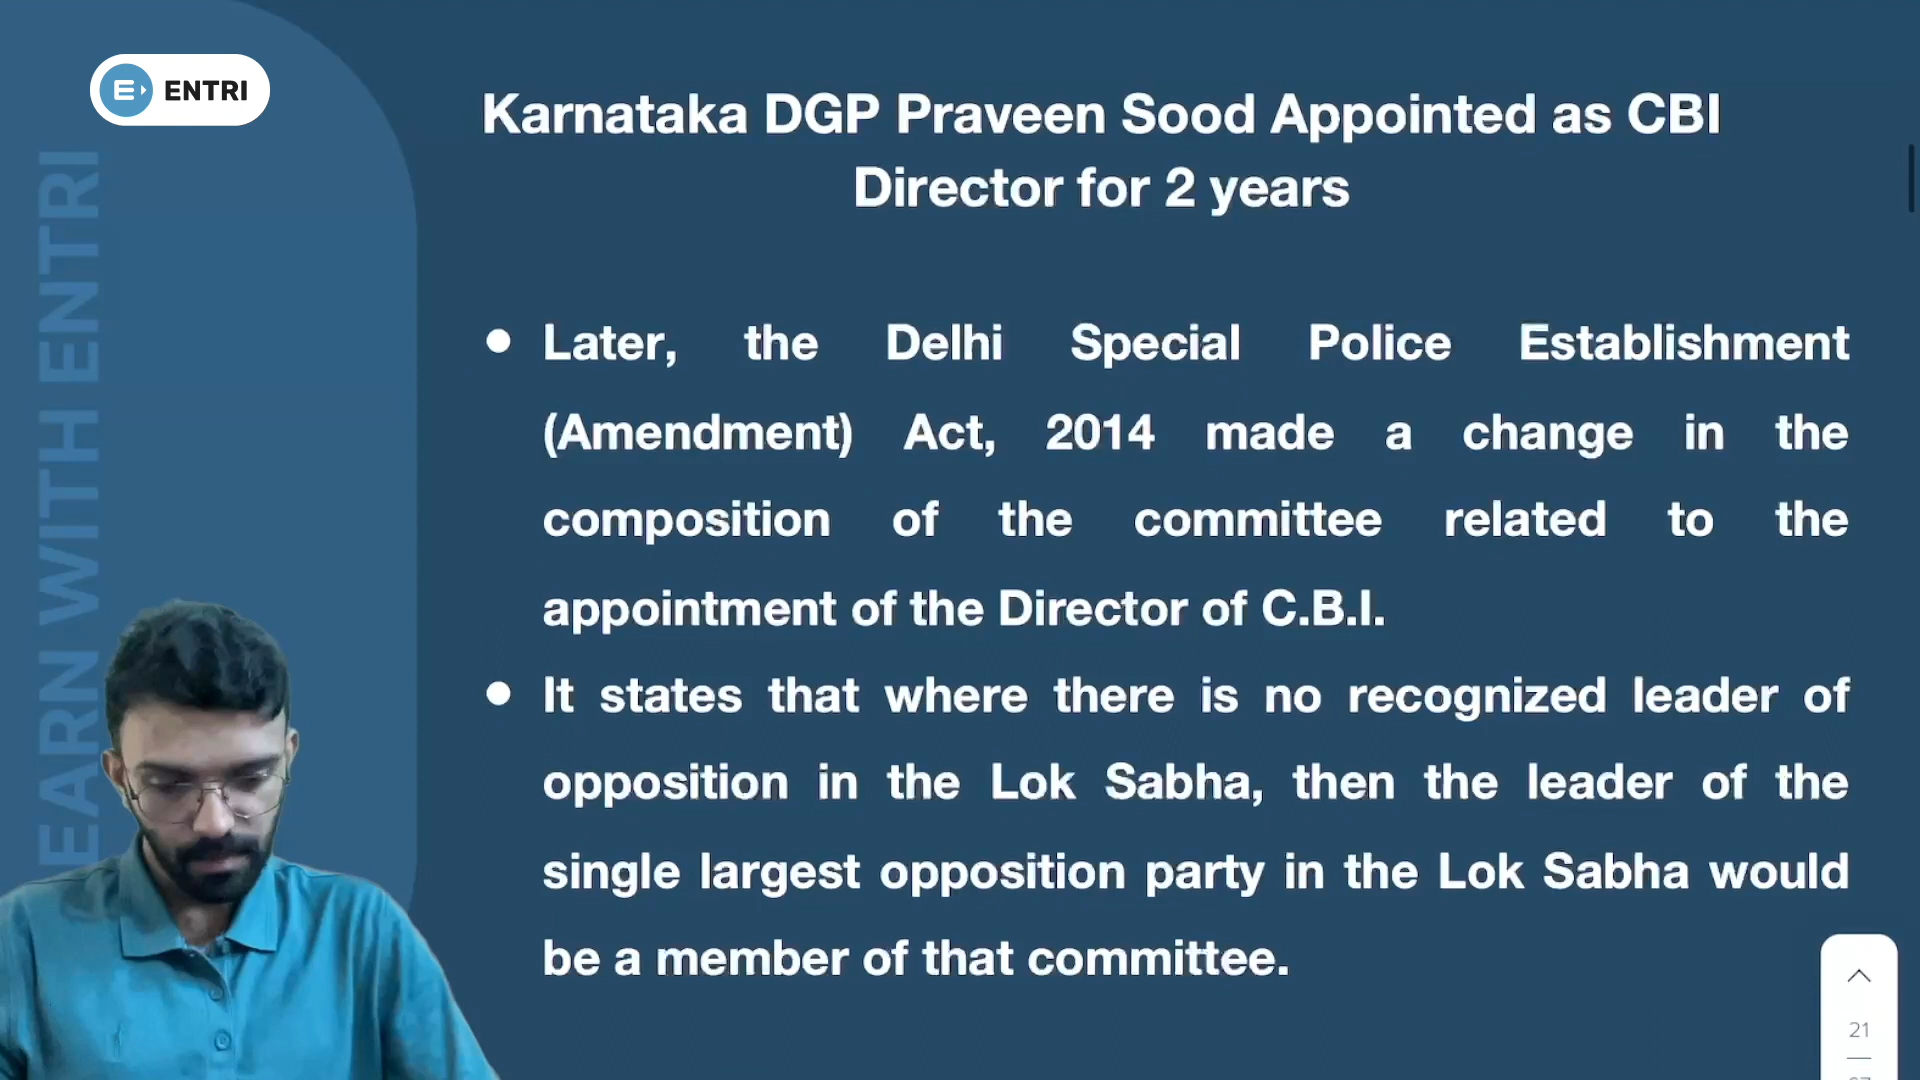 ENTRI
EARN WITH ENTRI
Karnataka DGP Praveen Sood Appointed as CBI
Director for 2 years
Later, the Delhi Special Police Establishment
(Amendment) Act, 2014 made a change in the
composition of the committee related to the
appointment of the Director of C.B.I.
It states that where there is no recognized leader of
opposition in the Lok Sabha, then the leader of the
single largest opposition party in the Lok Sabha would
be a member of that committee.
21